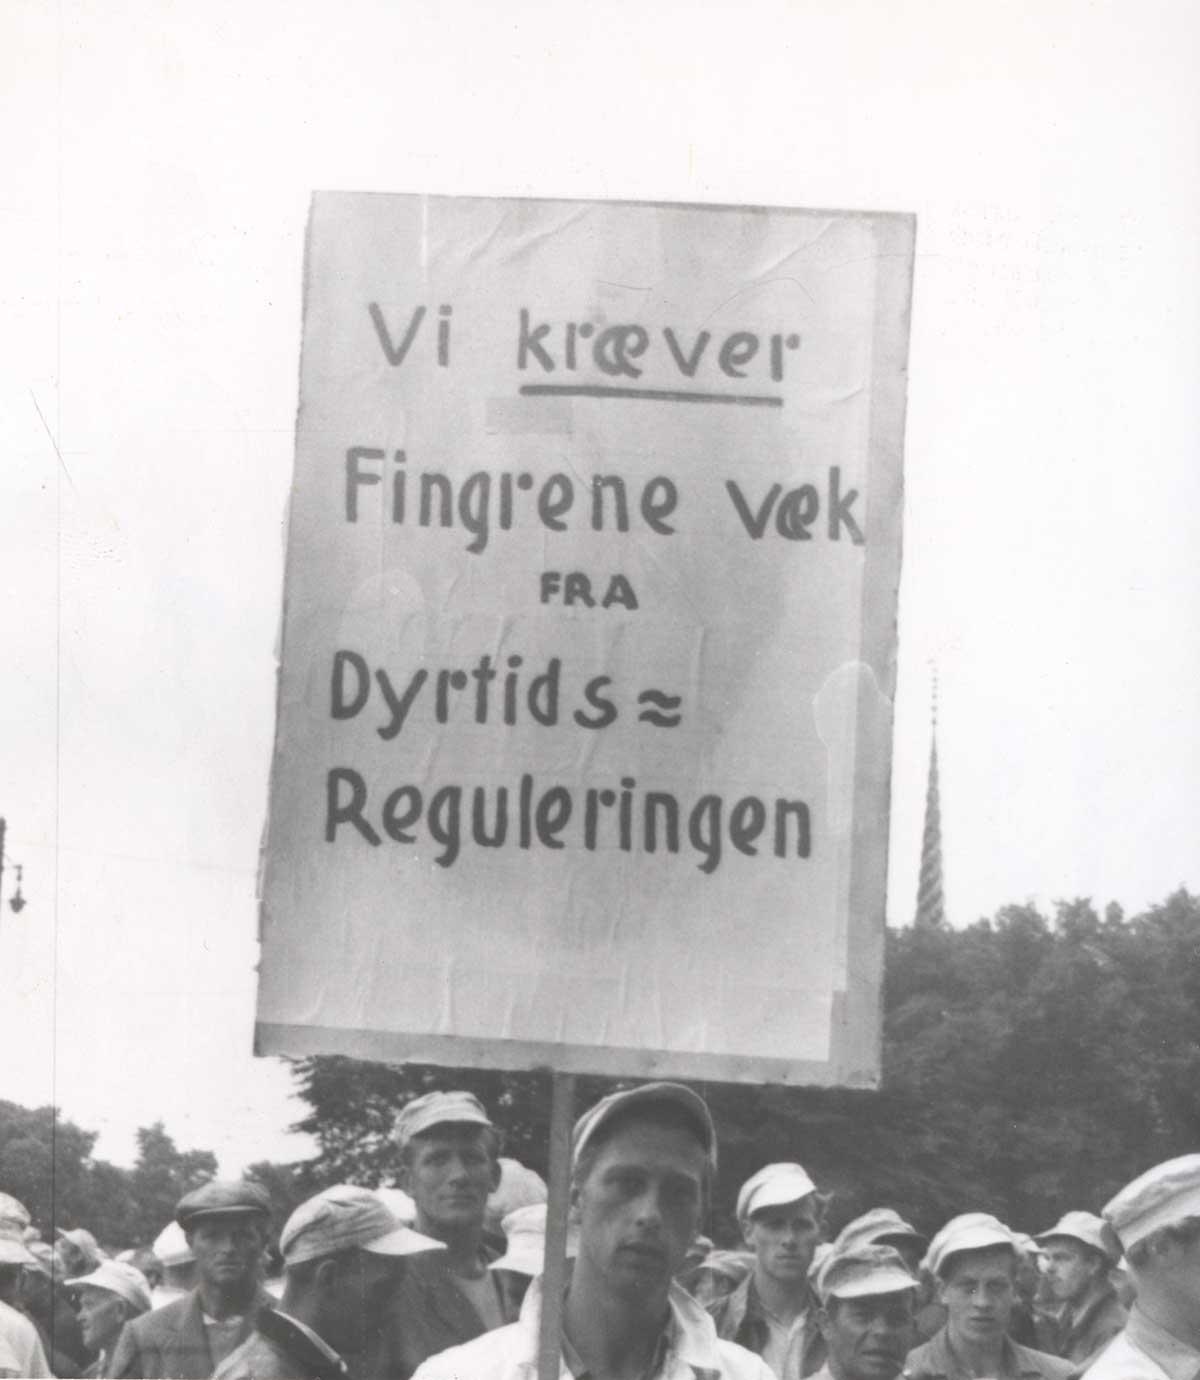 Vi kræver
Fingrene væk
FRA
Dyrtids=
Reguleringen